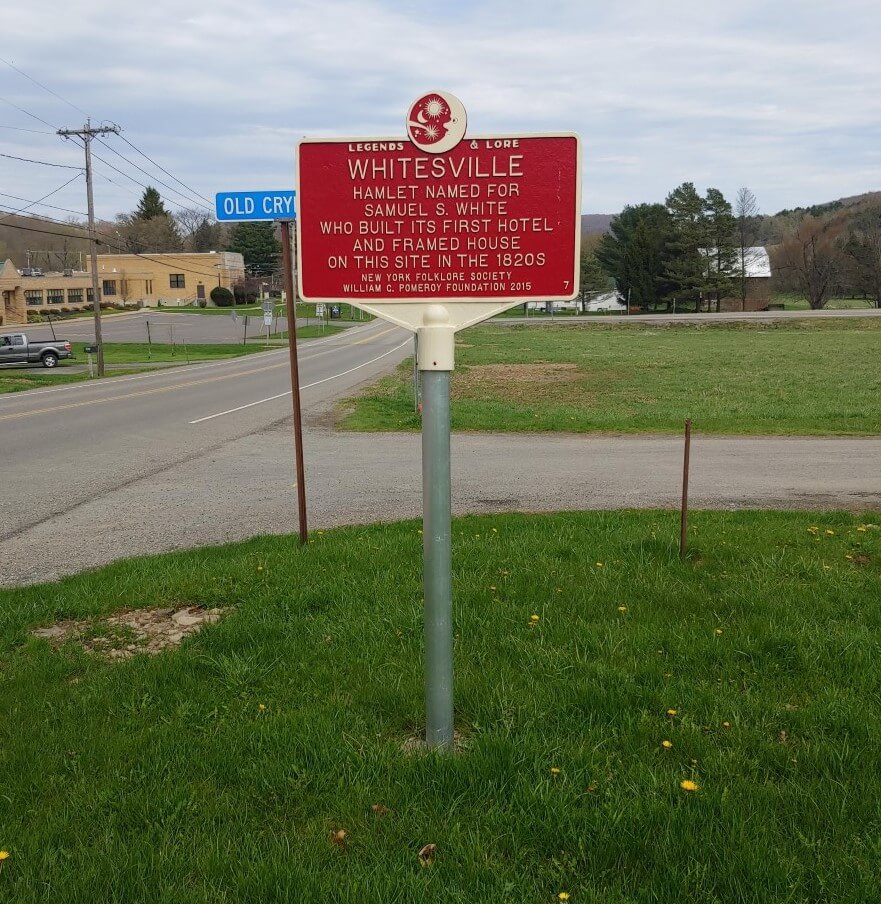 LEGENDS & LORE
WHITESVILLE
HAMLET NAMED FOR
SAMUEL S. WHITE
WHO BUILT ITS FIRST HOTEL
AND FRAMED HOUSE
ON THIS SITE IN THE 1820S
NEW YORK FOLKLORE SOCIETY
WILLIAM C. POMEROY FOUNDATION 2015
7
OLD CRY